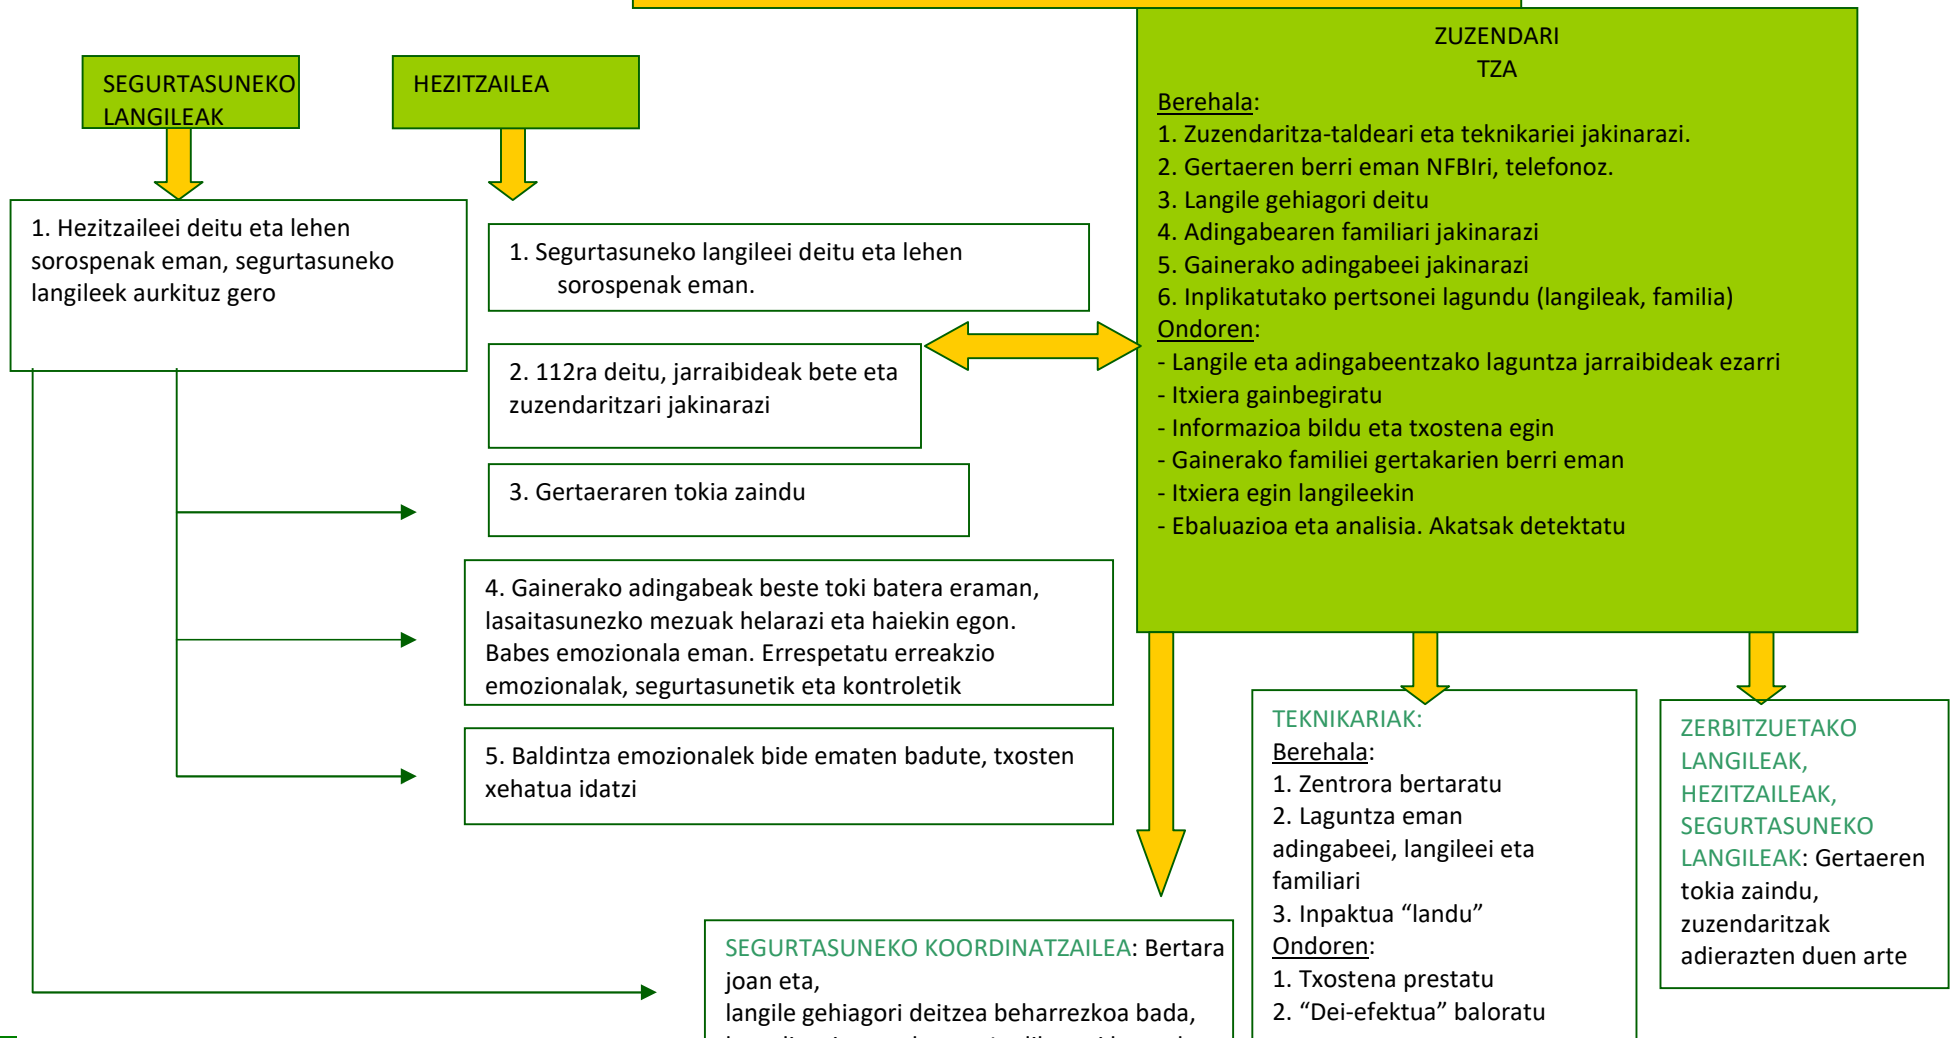 SEGURTASUNEKO
LANGILEAK
HEZITZAILEA
1. Hezitzaileei deitu eta lehen
sorospenak eman, segurtasuneko
langileek aurkituz gero
1. Segurtasuneko langileei deitu eta lehen
sorospenak eman.
2. 112ra deitu, jarraibideak bete eta
zuzendaritzari jakinarazi
3. Gertaeraren tokia zaindu
4. Gainerako adingabeak beste toki batera eraman,
lasaitasunezko mezuak helarazi eta haiekin egon.
Babes emozionala eman. Errespetatu erreakzio
emozionalak, segurtasunetik eta kontroletik
5. Baldintza emozionalek bide ematen badute, txosten
xehatua idatzi
ZUZENDARI
TZA
Berehala:
1. Zuzendaritza-taldeari eta teknikariei jakinarazi.
2. Gertaeren berri eman NFBIri, telefonoz.
3. Langile gehiagori deitu
4. Adingabearen familiari jakinarazi
5. Gainerako adingabeei jakinarazi
6. Inplikatutako pertsonei lagundu (langileak, familia)
Ondoren:
- Langile eta adingabeentzako laguntza jarraibideak ezarri
- Itxiera gainbegiratu
- Informazioa bildu eta txostena egin
- Gainerako familiei gertakarien berri eman
- Itxiera egin langileekin
- Ebaluazioa eta analisia. Akatsak detektatu
SEGURTASUNEKO KOORDINATZAILEA: Bertara
joan eta,
langile gehiagori deitzea beharrezkoa bada,
TEKNIKARIAK:
Berehala:
1. Zentrora bertaratu
2. Laguntza eman
adingabeei, langileei eta
familiari
3. Inpaktua “landu”
Ondoren:
1. Txostena prestatu
2. “Dei-efektua” baloratu
ZERBITZUETAKO
LANGILEAK,
HEZITZAILEAK,
SEGURTASUNEKO
LANGILEAK: Gertaeren
tokia zaindu,
zuzendaritzak
adierazten duen arte